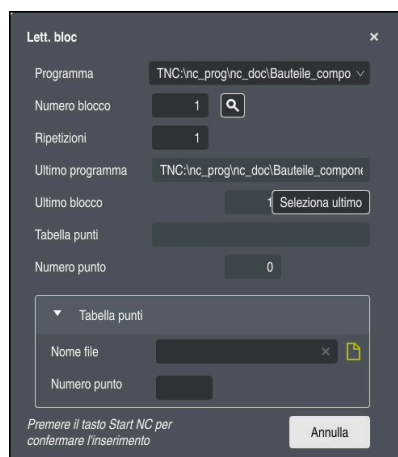 Lett. bloc ×
Programma TNC:\nc_prog\nc_doc\Bauteile_compo
Numero blocco 1
Ripetizioni 1
Ultimo programma TNC:\nc_prog\nc_doc\Bauteile_compone
Ultimo blocco 1 Seleziona ultimo
Tabella punti
Numero punto 0
Tabella punti
Nome file ×
Numero punto
Premere il tasto Start NC per
confermare l'inserimento
Annulla